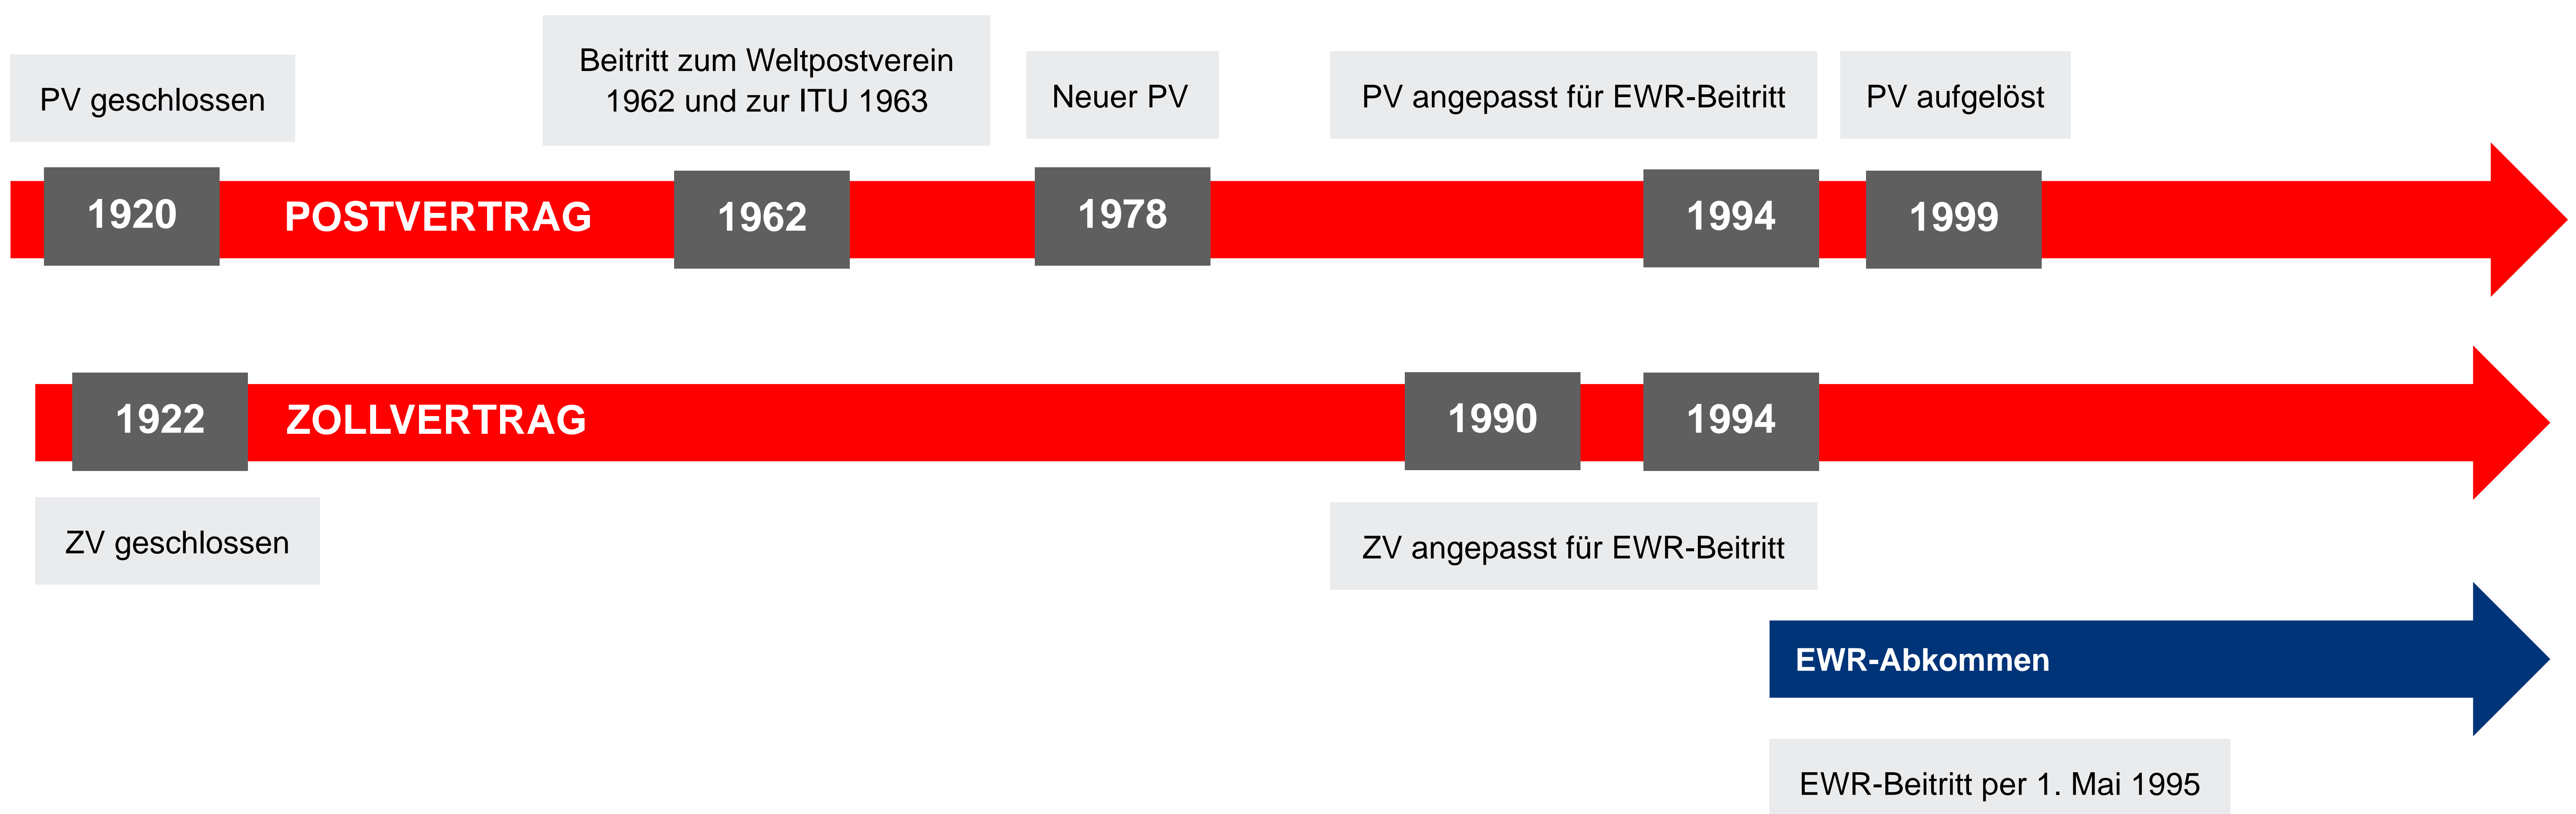 PV geschlossen
Beitritt zum Weltpostverein
1962 und zur ITU 1963
Neuer PV
PV angepasst für EWR-Beitritt
PV aufgelöst
1920
POSTVERTRAG
1962
1978
1994
1999
1922
ZOLLVERTRAG
1990
1994
ZV geschlossen
ZV angepasst für EWR-Beitritt
EWR-Abkommen
EWR-Beitritt per 1. Mai 1995